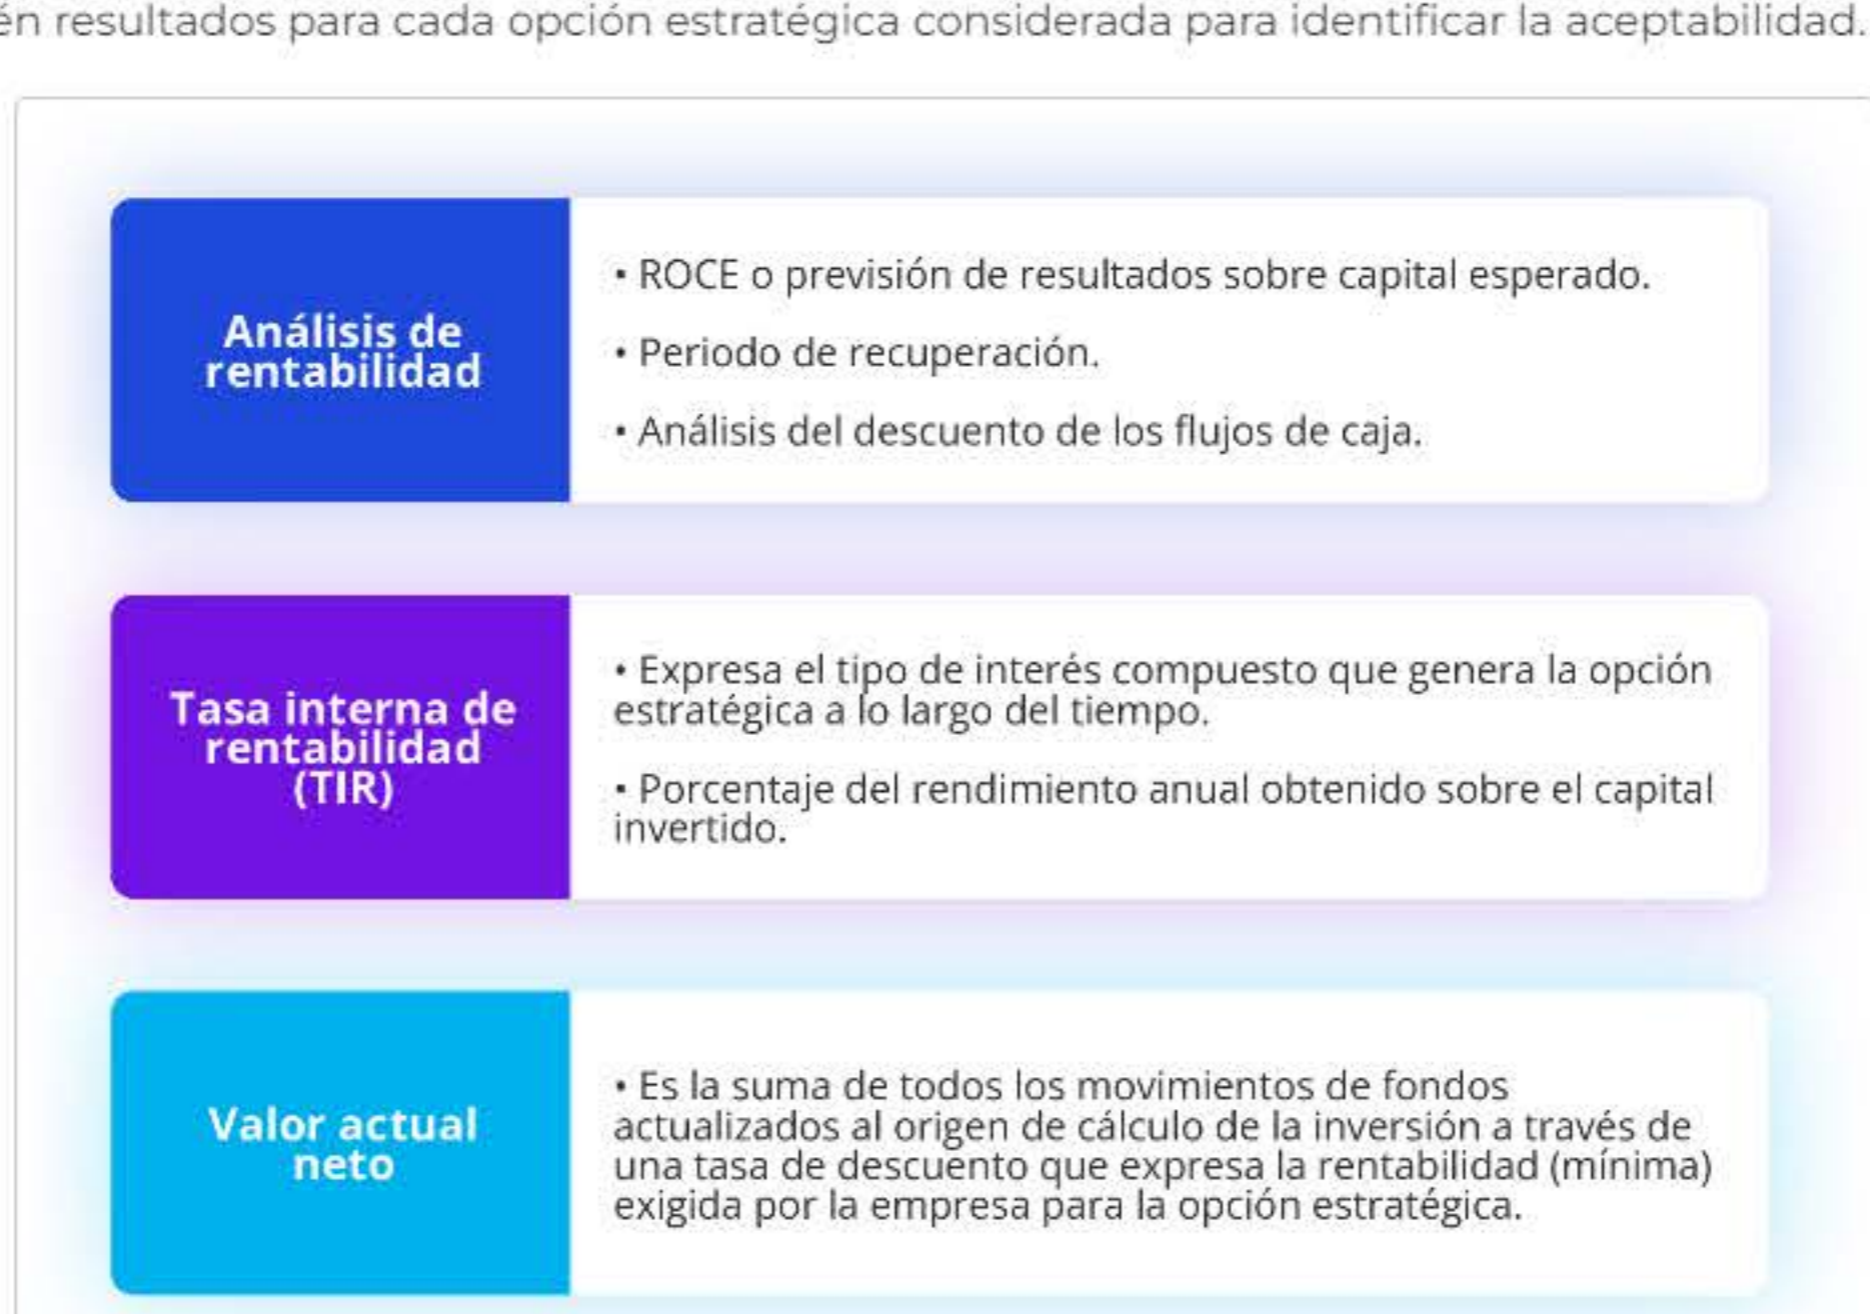 én resultados para cada opción estratégica considerada para identificar la aceptabilidad.
Análisis de
rentabilidad
• ROCE o previsión de resultados sobre capital esperado.
• Periodo de recuperación.
• Análisis del descuento de los flujos de caja.
Tasa interna de
rentabilidad
(TIR)
• Expresa el tipo de interés compuesto que genera la opción
estratégica a lo largo del tiempo.
• Porcentaje del rendimiento anual obtenido sobre el capital
invertido.
Valor actual
neto
• Es la suma de todos los movimientos de fondos
actualizados al origen de cálculo de la inversión a través de
una tasa de descuento que expresa la rentabilidad (mínima)
exigida por la empresa para la opción estratégica.